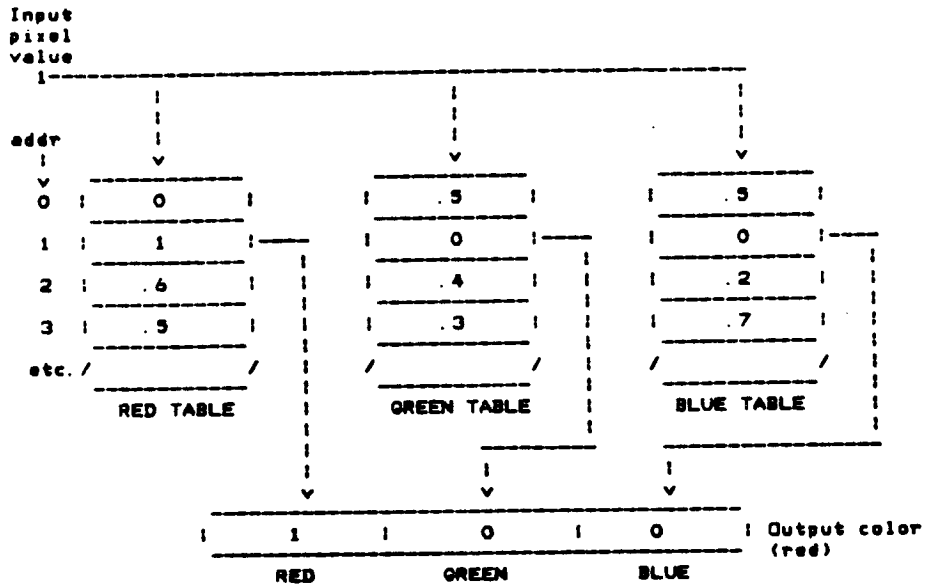 Input
pixel
value
1
addr
0 0 .5 .5
1 1 0 0
2 .6 .4 .2
3 .5 .3 .7
etc. / / / / / /
RED TABLE GREEN TABLE BLUE TABLE
1 0 0 Output color
(red)
RED GREEN BLUE